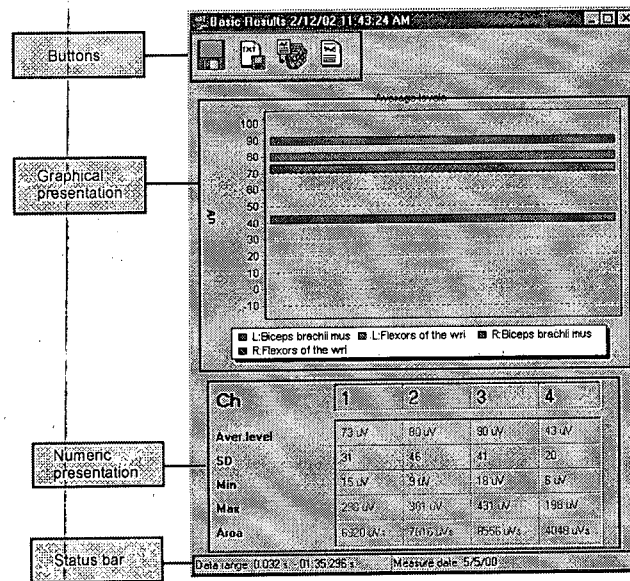 Basic Results 2/12/02 11:43:24 AM
Buttons
TXT
Average levels
Graphical
presentation
100
90
80
70
60
50
40
30
20
10
0
-10
L:Biceps brachii mus L:Flexors of the wri R:Biceps brachii mus
R:Flexors of the wri
Ch 1 2 3 4
Aver.level 73 uV 80 uV 90 uV 43 uV
SD 31 46 41 20
Min 15 uV 9 uV 18 uV 6 uV
Max 431 uV 198 uV
Area 6920 uVs 8556 uVs 4048 uVs
Numeric
presentation
Status bar
Data range: 0.032 s - 01:35.296 s Measure date: 5/5/00